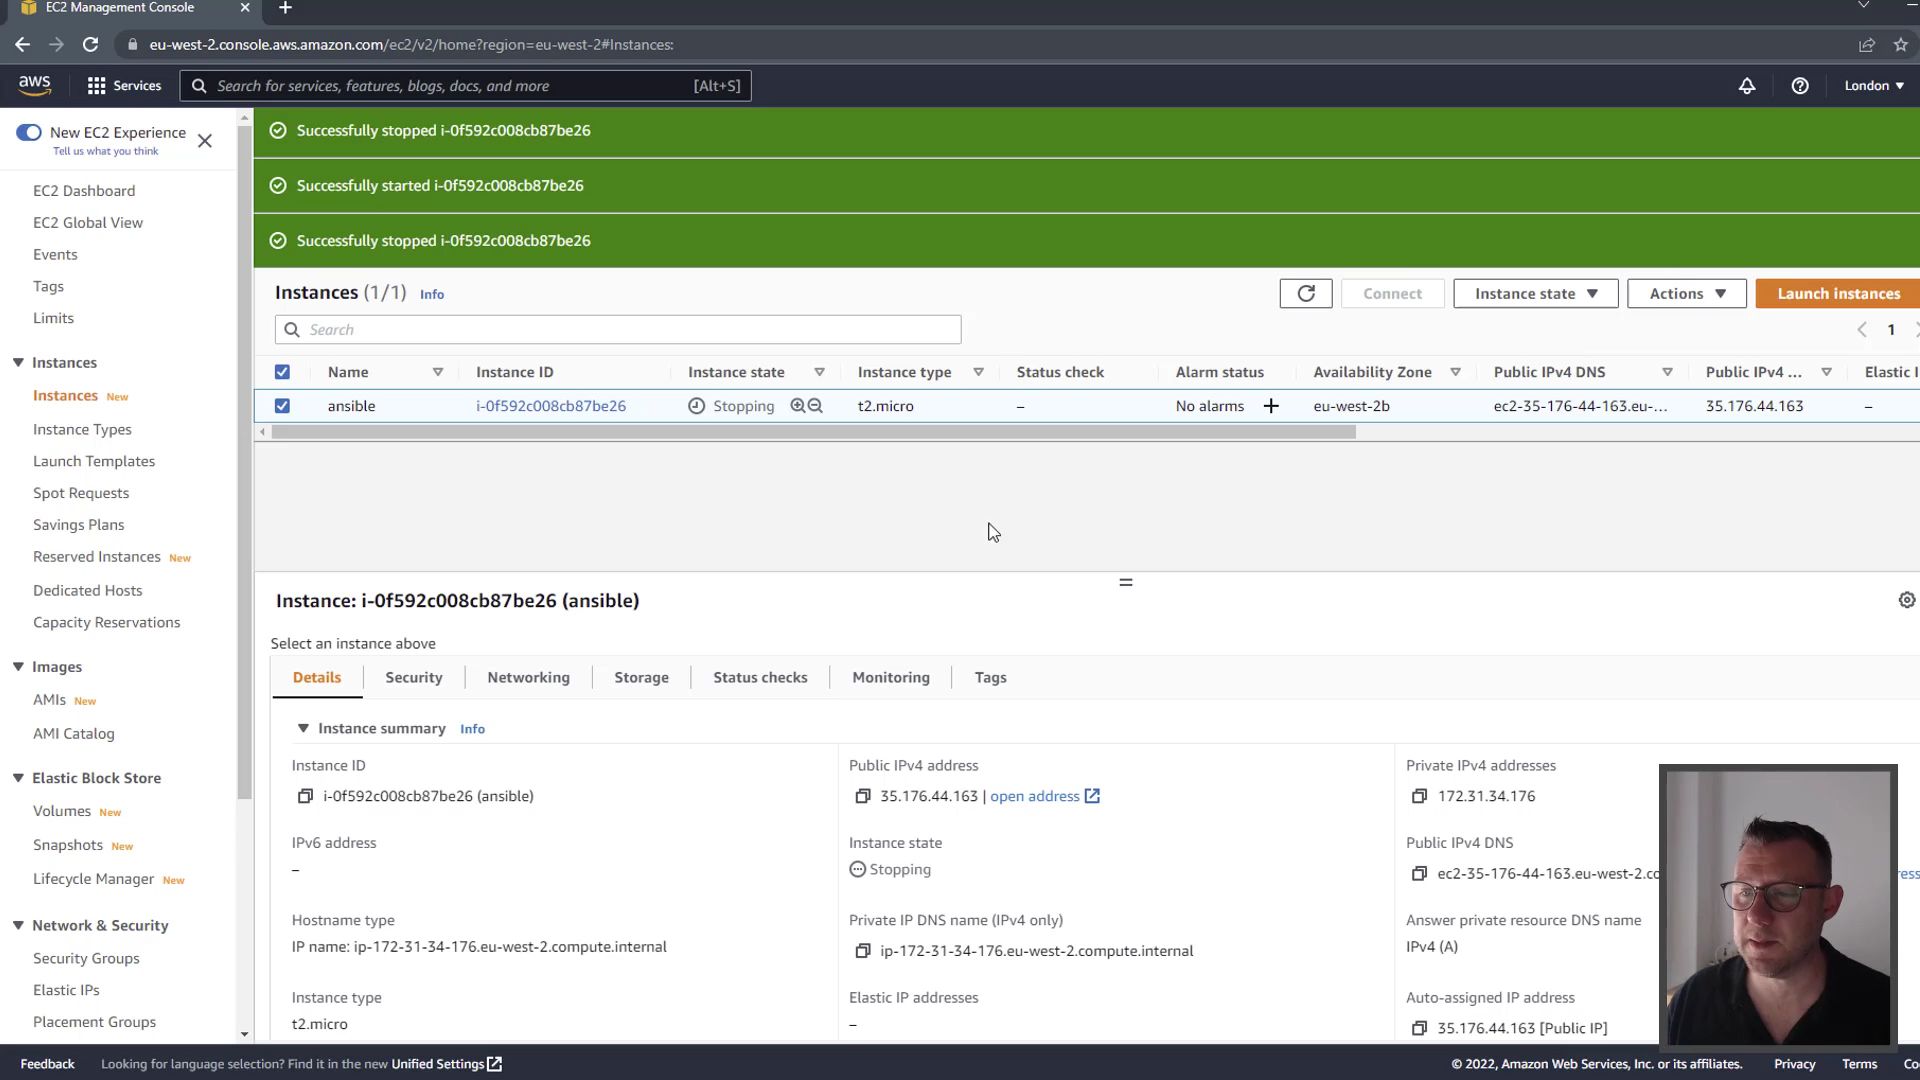 EC2 Management Console
eu-west-2.console.aws.amazon.com/ec2/v2/home?region=eu-west-2#Instances:
aws
Services
Search for services, features, blogs, docs, and more
[Alt+S]
London
New EC2 Experience
Tell us what you think
EC2 Dashboard
EC2 Global View
Events
Tags
Limits
Instances
Instances New
Instance Types
Launch Templates
Spot Requests
Savings Plans
Reserved Instances New
Dedicated Hosts
Capacity Reservations
Images
AMIs New
AMI Catalog
Elastic Block Store
Volumes New
Snapshots New
Lifecycle Manager New
Network & Security
Security Groups
Elastic IPs
Placement Groups
Successfully stopped i-0f592c008cb87be26
Successfully started i-0f592c008cb87be26
Successfully stopped i-0f592c008cb87be26
Instances (1/1) Info
Connect
Instance state
Actions
Launch instances
Search
1
Name Instance ID Instance state Instance type Status check Alarm status Availability Zone Public IPv4 DNS Public IPv4 ... Elastic I
ansible i-0f592c008cb87be26 Stopping t2.micro – No alarms + eu-west-2b ec2-35-176-44-163.eu-... 35.176.44.163 –
Instance: i-0f592c008cb87be26 (ansible)
Select an instance above
Details Security Networking Storage Status checks Monitoring Tags
Instance summary Info
Instance ID
i-0f592c008cb87be26 (ansible)
IPv6 address
–
Hostname type
IP name: ip-172-31-34-176.eu-west-2.compute.internal
Instance type
t2.micro
Public IPv4 address
35.176.44.163 | open address
Instance state
Stopping
Private IP DNS name (IPv4 only)
ip-172-31-34-176.eu-west-2.compute.internal
Elastic IP addresses
–
Private IPv4 addresses
172.31.34.176
Public IPv4 DNS
ec2-35-176-44-163.eu-west-2.co
ress
Answer private resource DNS name
IPv4 (A)
Auto-assigned IP address
35.176.44.163 [Public IP]
Feedback
Looking for language selection? Find it in the new Unified Settings
© 2022, Amazon Web Services, Inc. or its affiliates.
Privacy
Terms
Co